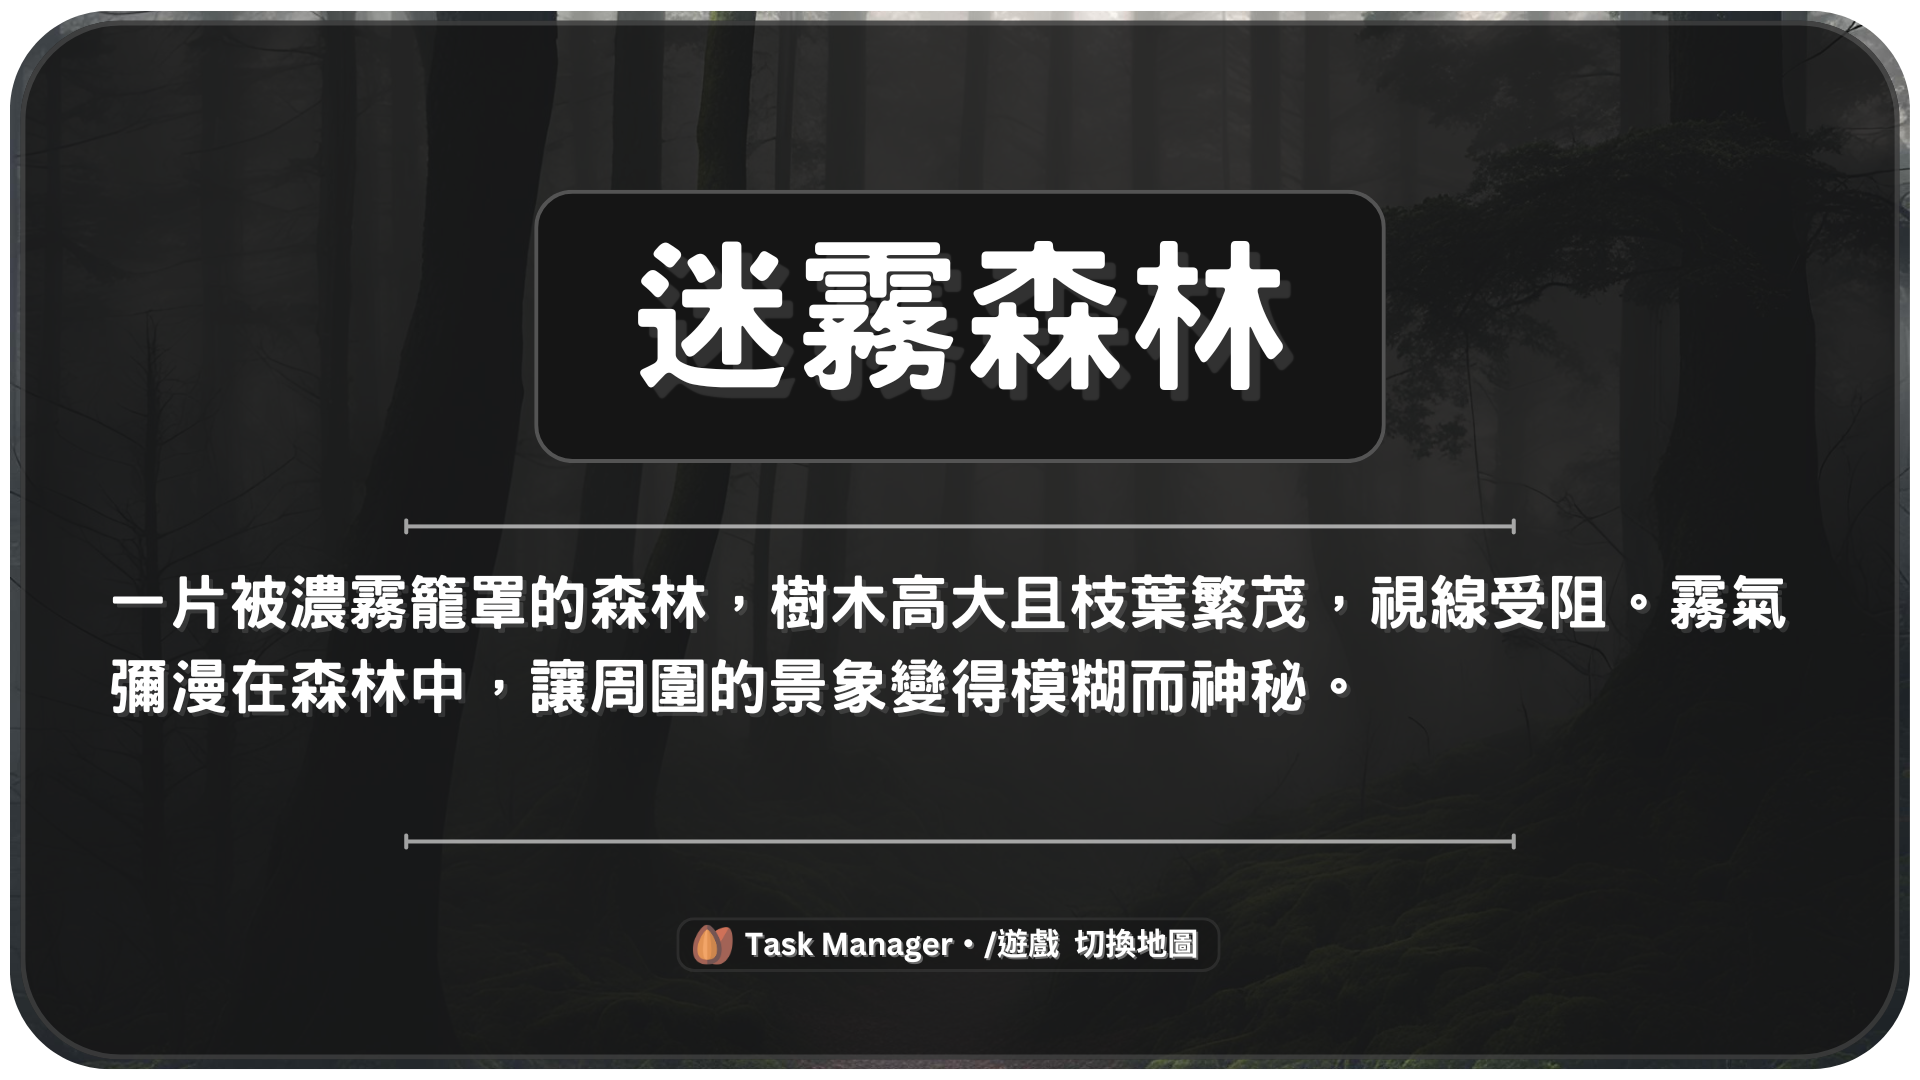 迷霧森林
一片被濃霧籠罩的森林，樹木高大且枝葉繁茂，視線受阻。霧氣
彌漫在森林中，讓周圍的景象變得模糊而神秘。
Task Manager • /遊戲 切換地圖